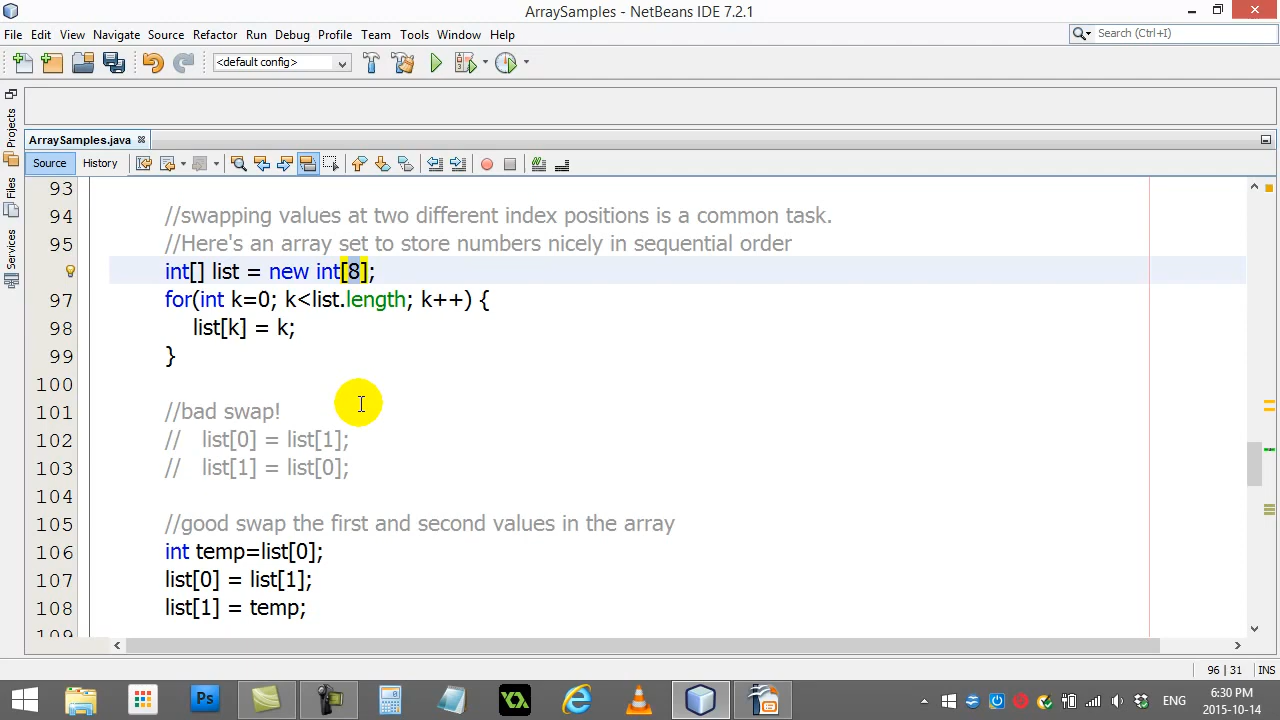 ArraySamples - NetBeans IDE 7.2.1
File Edit View Navigate Source Refactor Run Debug Profile Team Tools Window Help
Search (Ctrl+I)
<default config>
Projects
Files
Services
ArraySamples.java
Source History
93
94 //swapping values at two different index positions is a common task.
95 //Here's an array set to store numbers nicely in sequential order
int[] list = new int[8];
97 for(int k=0; k<list.length; k++) {
98 list[k] = k;
99 }
100
101 //bad swap!
102 // list[0] = list[1];
103 // list[1] = list[0];
104
105 //good swap the first and second values in the array
106 int temp=list[0];
107 list[0] = list[1];
108 list[1] = temp;
109
96 | 31 INS
Ps
ENG
6:30 PM
2015-10-14